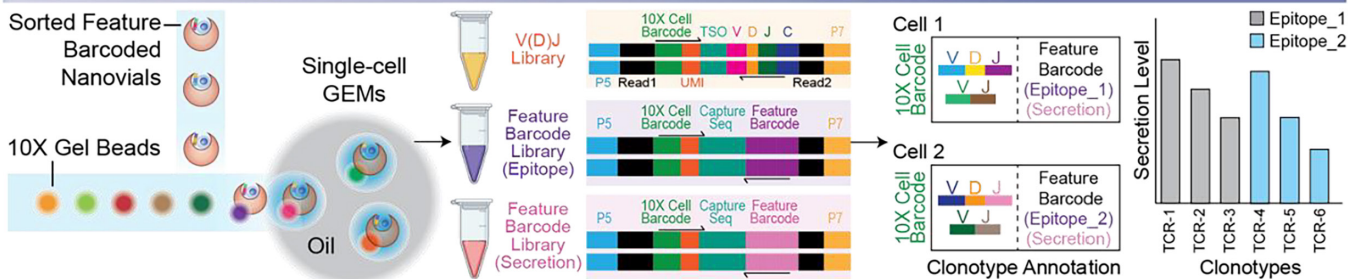 Sorted Feature
Barcoded
Nanovials
10X Gel Beads
Single-cell
GEMs
Oil
V(D)J
Library
Feature
Barcode
Library
(Epitope)
Feature
Barcode
Library
(Secretion)
10X Cell
Barcode TSO V D J C P7
P5 Read1 UMI Read2
10X Cell Capture Feature
P5 Barcode Seq Barcode P7
10X Cell Capture Feature
P5 Barcode Seq Barcode P7
Cell 1
10X Cell
Barcode
V D J
V J
Feature
Barcode
(Epitope_1)
(Secretion)
Cell 2
10X Cell
Barcode
V D J
V J
Feature
Barcode
(Epitope_2)
(Secretion)
Clonotype Annotation
Epitope_1
Epitope_2
Secretion Level
TCR-1
TCR-2
TCR-3
TCR-4
TCR-5
TCR-6
Clonotypes